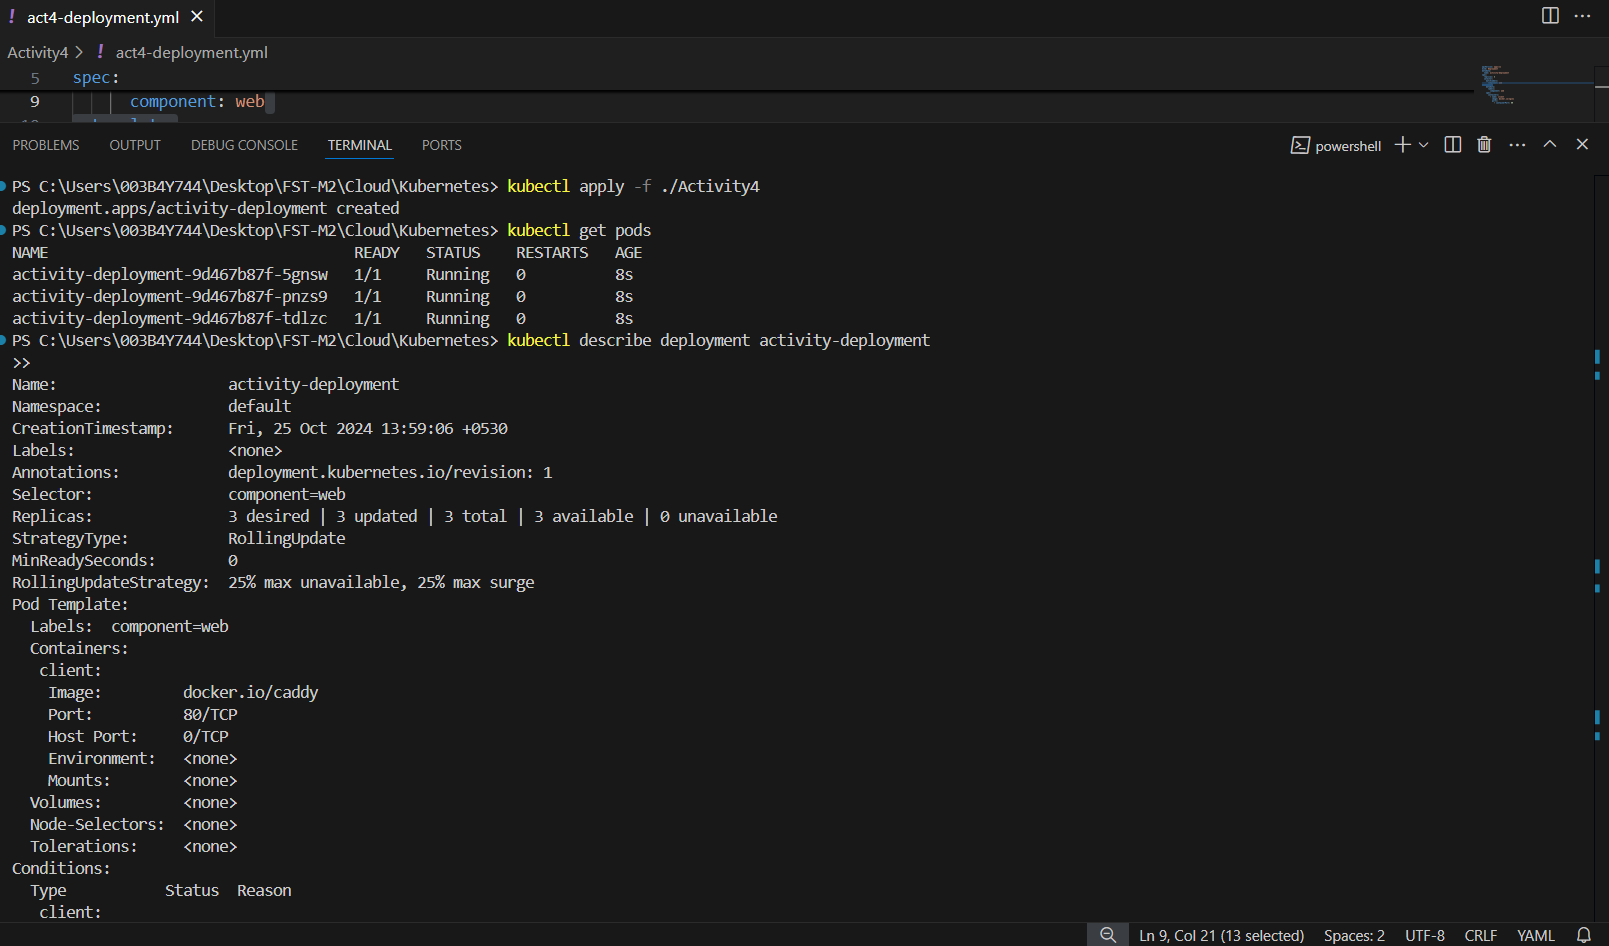 ! act4-deployment.yml
Activity4 > ! act4-deployment.yml
5 spec:
9 component: web
PROBLEMS OUTPUT DEBUG CONSOLE TERMINAL PORTS powershell
PS C:\Users\003B4Y744\Desktop\FST-M2\Cloud\Kubernetes> kubectl apply -f ./Activity4
deployment.apps/activity-deployment created
PS C:\Users\003B4Y744\Desktop\FST-M2\Cloud\Kubernetes> kubectl get pods
NAME READY STATUS RESTARTS AGE
activity-deployment-9d467b87f-5gnsw 1/1 Running 0 8s
activity-deployment-9d467b87f-pnzs9 1/1 Running 0 8s
activity-deployment-9d467b87f-tdlzc 1/1 Running 0 8s
PS C:\Users\003B4Y744\Desktop\FST-M2\Cloud\Kubernetes> kubectl describe deployment activity-deployment
>>
Name: activity-deployment
Namespace: default
CreationTimestamp: Fri, 25 Oct 2024 13:59:06 +0530
Labels: <none>
Annotations: deployment.kubernetes.io/revision: 1
Selector: component=web
Replicas: 3 desired | 3 updated | 3 total | 3 available | 0 unavailable
StrategyType: RollingUpdate
MinReadySeconds: 0
RollingUpdateStrategy: 25% max unavailable, 25% max surge
Pod Template:
Labels: component=web
Containers:
client:
Image: docker.io/caddy
Port: 80/TCP
Host Port: 0/TCP
Environment: <none>
Mounts: <none>
Volumes: <none>
Node-Selectors: <none>
Tolerations: <none>
Conditions:
Type Status Reason
client:
Ln 9, Col 21 (13 selected) Spaces: 2 UTF-8 CRLF YAML